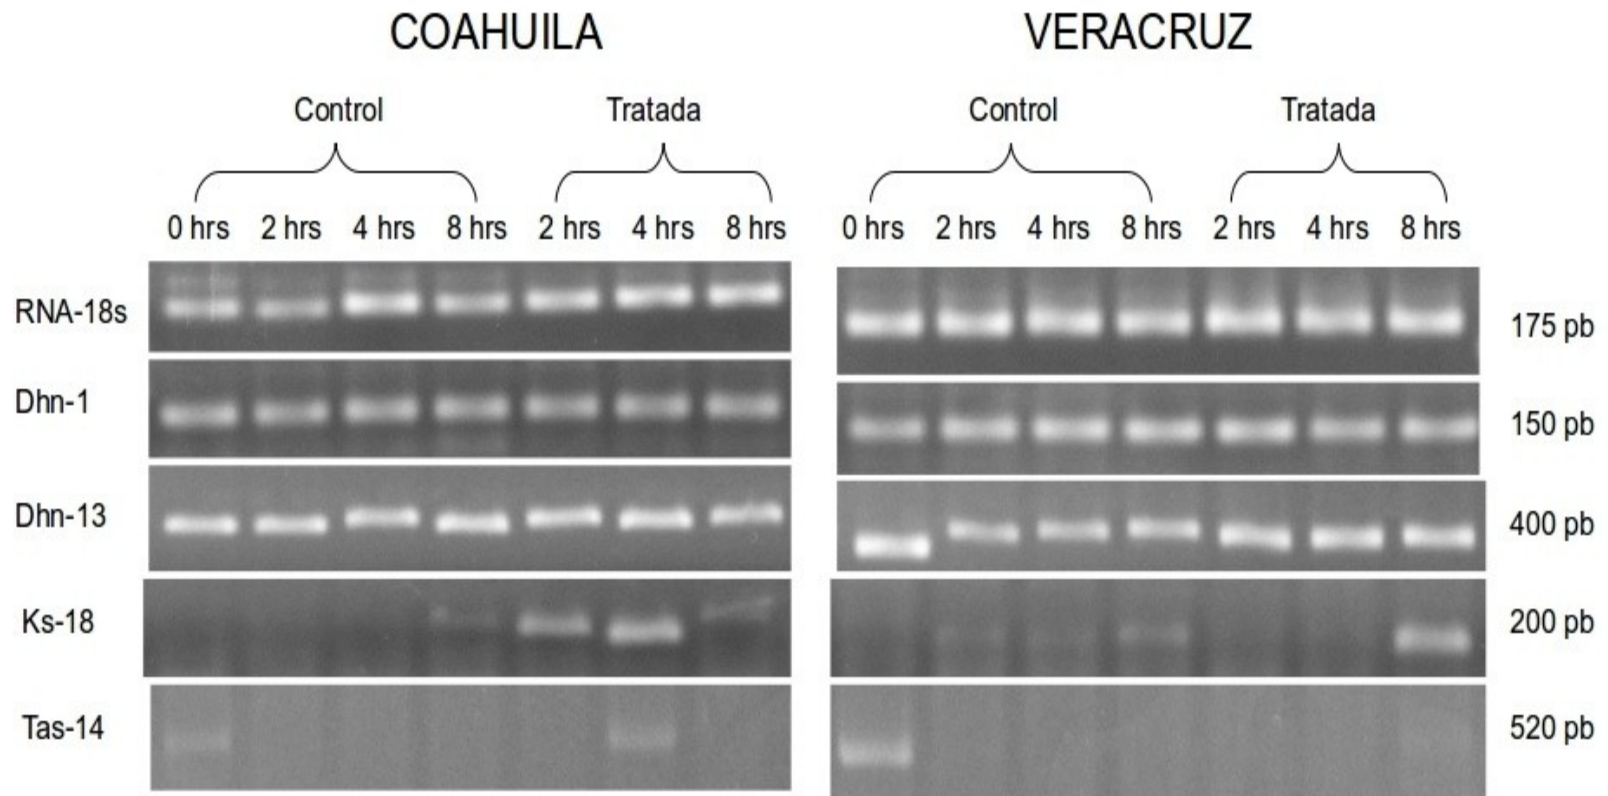 COAHUILA VERACRUZ
Control Tratada Control Tratada
0 hrs 2 hrs 4 hrs 8 hrs 2 hrs 4 hrs 8 hrs 0 hrs 2 hrs 4 hrs 8 hrs 2 hrs 4 hrs 8 hrs
RNA-18s 175 pb
Dhn-1 150 pb
Dhn-13 400 pb
Ks-18 200 pb
Tas-14 520 pb